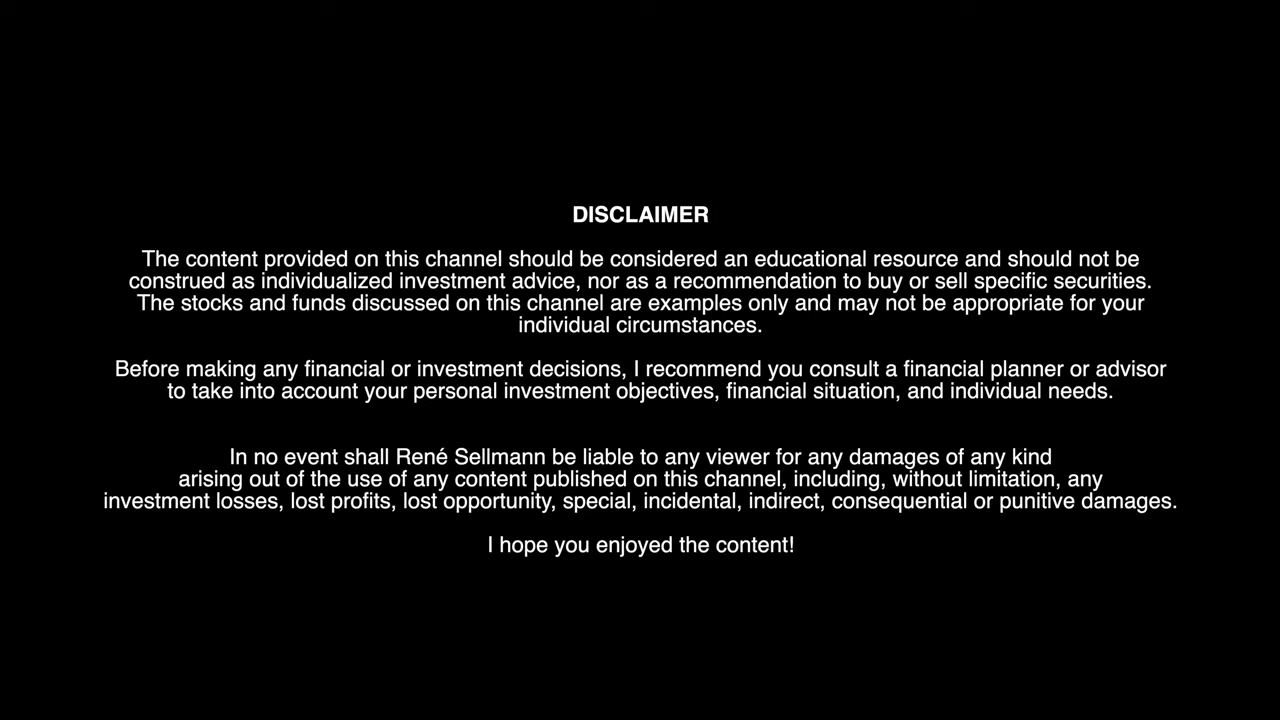 DISCLAIMER
The content provided on this channel should be considered an educational resource and should not be
construed as individualized investment advice, nor as a recommendation to buy or sell specific securities.
The stocks and funds discussed on this channel are examples only and may not be appropriate for your
individual circumstances.
Before making any financial or investment decisions, I recommend you consult a financial planner or advisor
to take into account your personal investment objectives, financial situation, and individual needs.
In no event shall René Sellmann be liable to any viewer for any damages of any kind
arising out of the use of any content published on this channel, including, without limitation, any
investment losses, lost profits, lost opportunity, special, incidental, indirect, consequential or punitive damages.
I hope you enjoyed the content!